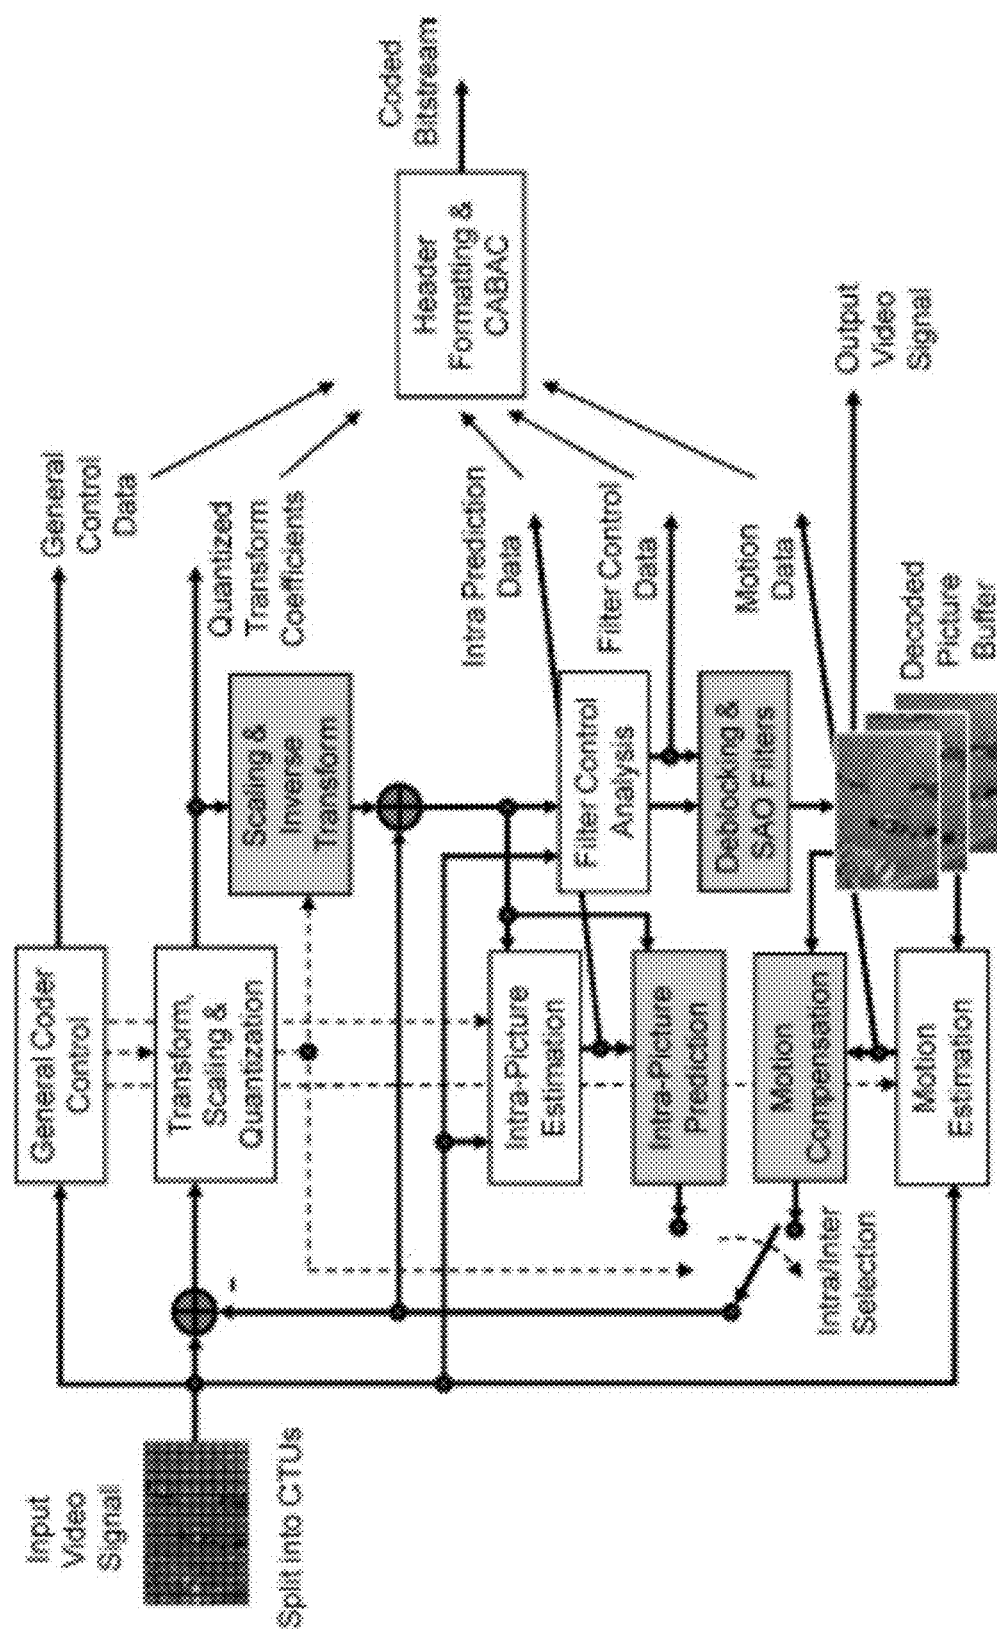 Input
Video
Signal
Split into CTUs
General Coder
Control
Transform,
Scaling &
Quantization
Scaling &
Inverse
Transform
General
Control
Data
Quantized
Transform
Coefficients
Intra-Picture
Estimation
Intra-Picture
Prediction
Motion
Compensation
Motion
Estimation
Intra/Inter
Selection
Filter Control
Analysis
Deblocking &
SAO Filters
Intra Prediction
Data
Filter Control
Data
Motion
Data
Decoded
Picture
Buffer
Header
Formatting &
CABAC
Coded
Bitstream
Output
Video
Signal
-